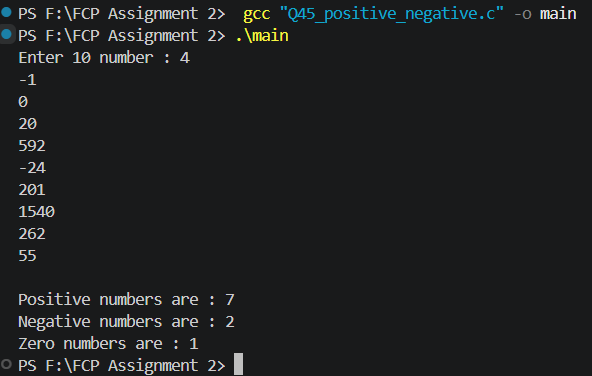 PS F:\FCP Assignment 2>  gcc "Q45_positive_negative.c" -o main
PS F:\FCP Assignment 2> .\main
Enter 10 number : 4
-1
0
20
592
-24
201
1540
262
55

Positive numbers are : 7
Negative numbers are : 2
Zero numbers are : 1
PS F:\FCP Assignment 2>